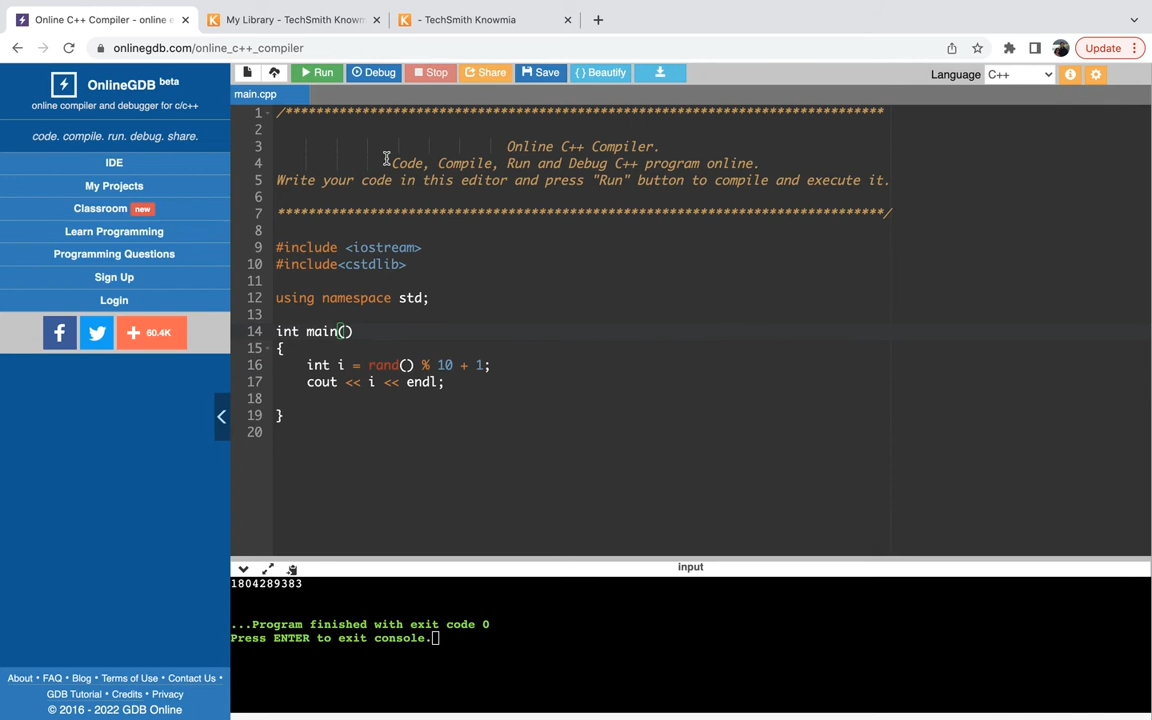 Online C++ Compiler - online e
My Library - TechSmith Knowm
- TechSmith Knowmia
onlinegdb.com/online_c++_compiler
Update
OnlineGDB beta
online compiler and debugger for c/c++
code. compile. run. debug. share.
IDE
My Projects
Classroom new
Learn Programming
Programming Questions
Sign Up
Login
+ 60.4K
About • FAQ • Blog • Terms of Use • Contact Us •
GDB Tutorial • Credits • Privacy
© 2016 - 2022 GDB Online
Run Debug Stop Share Save {} Beautify
Language C++
main.cpp
1 /******************************************************************************
2
3 Online C++ Compiler.
4 Code, Compile, Run and Debug C++ program online.
5 Write your code in this editor and press "Run" button to compile and execute it.
6
7 *******************************************************************************/
8
9 #include <iostream>
10 #include<cstdlib>
11
12 using namespace std;
13
14 int main()
15 {
16 int i = rand() % 10 + 1;
17 cout << i << endl;
18
19 }
20
input
1804289383
...Program finished with exit code 0
Press ENTER to exit console.